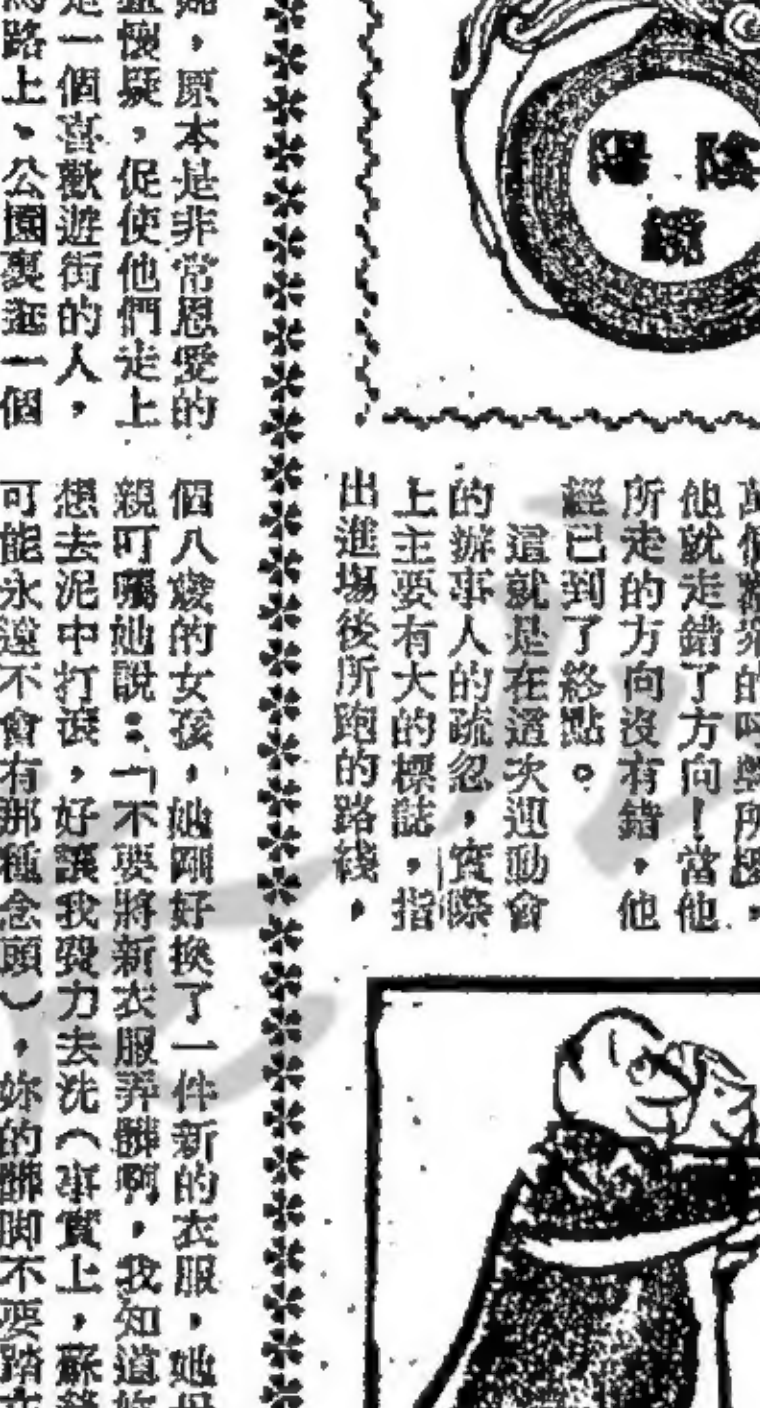 陰陽
鏡
他就走錯了方向！當他
所走的方向沒有錯，他
經已到了終點。
這就是在這次運動會
的辦事人的疏忽，實際
上主要有大的標誌，指
出進場後所跑的路綫，
，原本是非常恩愛的
懷疑，促使他們走上
是一個喜歡遊街的人，
路上、公園裏逛一個
個八歲的女孩，她剛好換了一件新的衣服，她
親叮囑她說：「不要將新衣服弄髒啊，我知道
想去泥中打滾，好讓我費力去洗（事實上，蘇
可能永遠不會有那種念頭），妳的髒脚不要踏